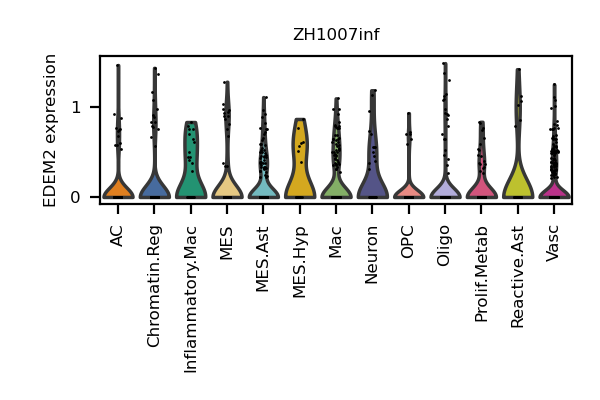 ZH1007inf
EDEM2 expression
1
0
AC
Chromatin.Reg
Inflammatory.Mac
MES
MES.Ast
MES.Hyp
Mac
Neuron
OPC
Oligo
Prolif.Metab
Reactive.Ast
Vasc